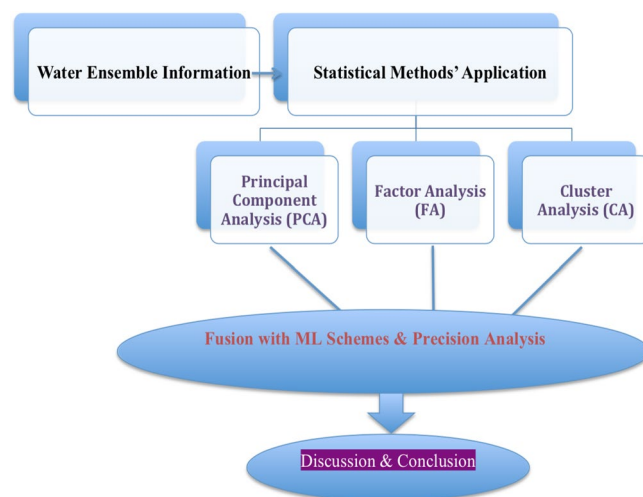 Water Ensemble Information
Statistical Methods' Application
Principal
Component
Analysis (PCA)
Factor Analysis
(FA)
Cluster
Analysis (CA)
Fusion with ML Schemes & Precision Analysis
Discussion & Conclusion